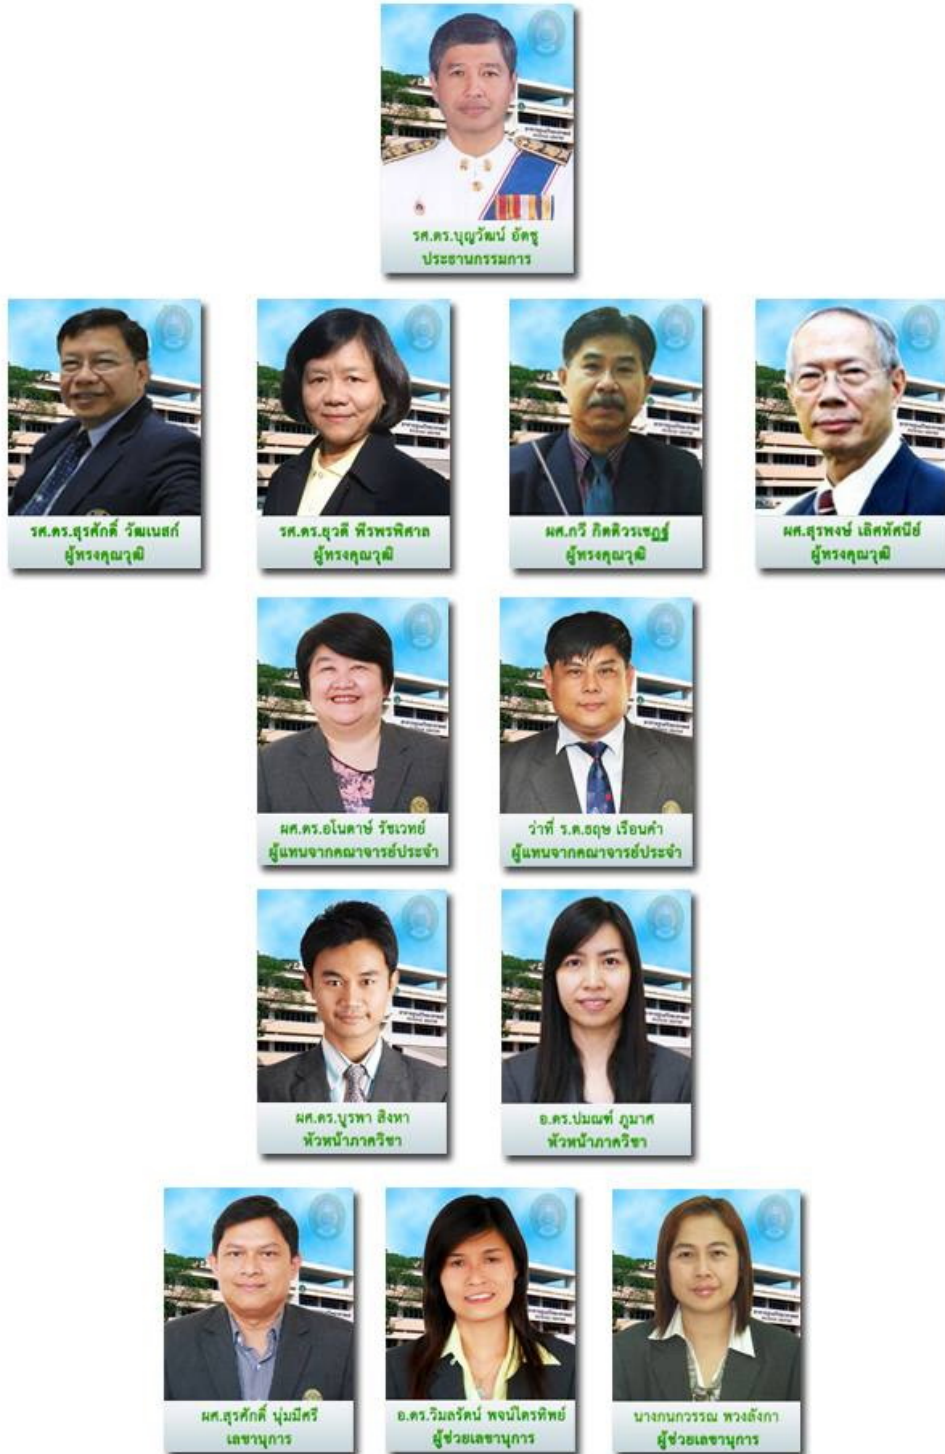 รศ.ดร.บุญวัฒน์ อัตชู
ประธานกรรมการ
รศ.ดร.สุรศักดิ์ วัฒเนสก์
ผู้ทรงคุณวุฒิ
รศ.ดร.ยุวดี พีรพรพิศาล
ผู้ทรงคุณวุฒิ
ผศ.กวี กิตติวรเชฏฐ์
ผู้ทรงคุณวุฒิ
ผศ.สุรพงษ์ เลิศทัศนีย์
ผู้ทรงคุณวุฒิ
ผศ.ดร.อโนดาษ์ รัชเวทย์
ผู้แทนจากคณาจารย์ประจำ
ว่าที่ ร.ต.ธฤษ เรือนคำ
ผู้แทนจากคณาจารย์ประจำ
ผศ.ดร.บูรพา สิงหา
หัวหน้าภาควิชา
อ.ดร.ปมณฑ์ ภูมาศ
หัวหน้าภาควิชา
ผศ.สุรศักดิ์ นุ่มมีศรี
เลขานุการ
อ.ดร.วิมลรัตน์ พจน์ไตรทิพย์
ผู้ช่วยเลขานุการ
นางกนกวรรณ พวงลังกา
ผู้ช่วยเลขานุการ